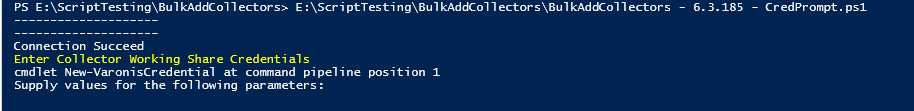 PS E:\ScriptTesting\BulkAddCollectors> E:\ScriptTesting\BulkAddCollectors\BulkAddCollectors - 6.3.185 - CredPrompt.ps1
--------------------
--------------------
Connection Succeed
Enter Collector Working Share Credentials
cmdlet New-VaronisCredential at command pipeline position 1
Supply values for the following parameters: